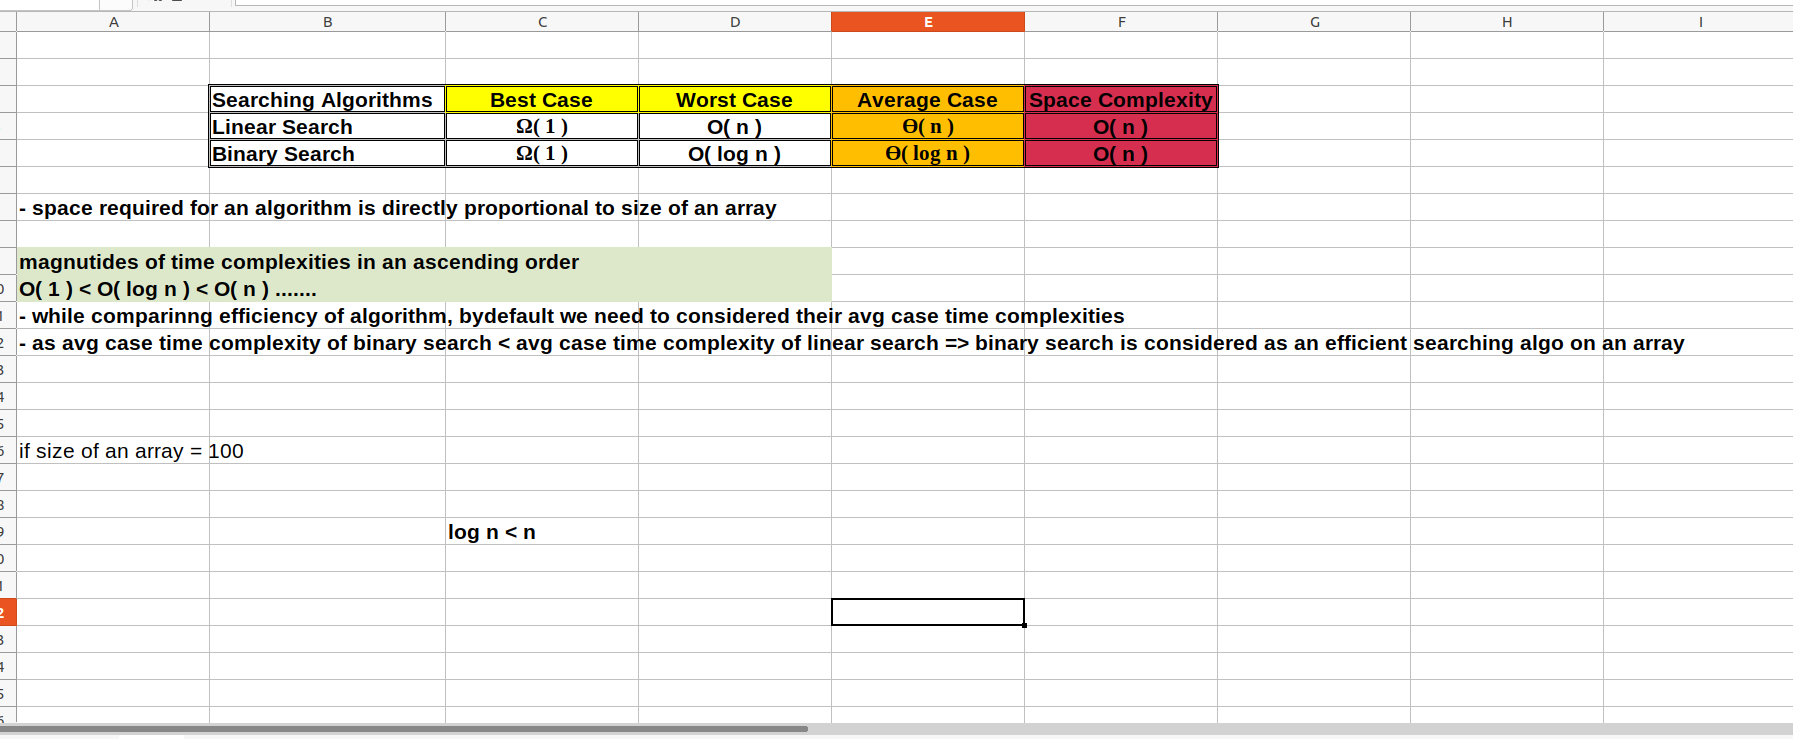 A B C D E F G H I
Searching Algorithms Best Case Worst Case Average Case Space Complexity
Linear Search Ω( 1 ) O( n ) ϴ( n ) O( n )
Binary Search Ω( 1 ) O( log n ) ϴ( log n ) O( n )
- space required for an algorithm is directly proportional to size of an array
magnutides of time complexities in an ascending order
O( 1 ) < O( log n ) < O( n ) .......
- while comparinng efficiency of algorithm, bydefault we need to considered their avg case time complexities
- as avg case time complexity of binary search < avg case time complexity of linear search => binary search is considered as an efficient searching algo on an array
if size of an array = 100
log n < n